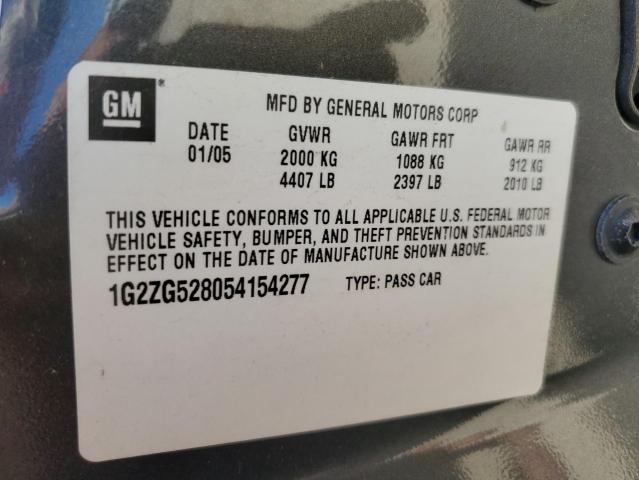 GM®
MFD BY GENERAL MOTORS CORP
DATE GVWR GAWR FRT GAWR RR
01/05 2000 KG 1088 KG 912 KG
4407 LB 2397 LB 2010 LB
THIS VEHICLE CONFORMS TO ALL APPLICABLE U.S. FEDERAL MOTOR
VEHICLE SAFETY, BUMPER, AND THEFT PREVENTION STANDARDS IN
EFFECT ON THE DATE OF MANUFACTURE SHOWN ABOVE.
1G2ZG528054154277 TYPE: PASS CAR